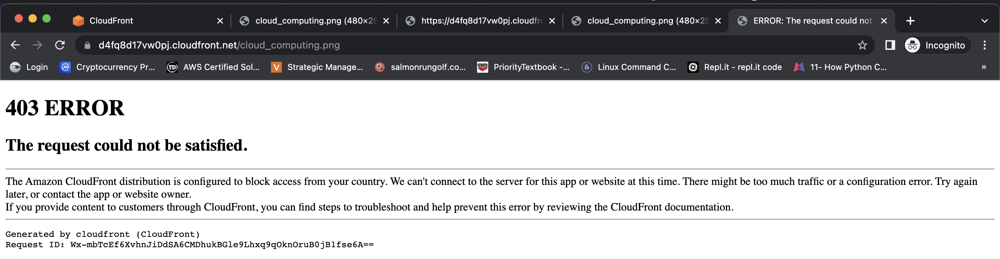 CloudFront
cloud_computing.png (480×29
https://d4fq8d17vw0pj.cloudfr
cloud_computing.png (480×29
ERROR: The request could not
d4fq8d17vw0pj.cloudfront.net/cloud_computing.png
Incognito
Login
Cryptocurrency Pr...
TD
AWS Certified Sol...
V
Strategic Manage...
salmonrungolf.co...
PriorityTextbook -...
Linux Command C...
Repl.it - repl.it code
11- How Python C...
»
403 ERROR
The request could not be satisfied.
The Amazon CloudFront distribution is configured to block access from your country. We can't connect to the server for this app or website at this time. There might be too much traffic or a configuration error. Try again
later, or contact the app or website owner.
If you provide content to customers through CloudFront, you can find steps to troubleshoot and help prevent this error by reviewing the CloudFront documentation.
Generated by cloudfront (CloudFront)
Request ID: Wx-mbTcEf6XvhnJiDdSA6CMDhukBGle9Lhxq9qOknOruB0jB1fse6A==